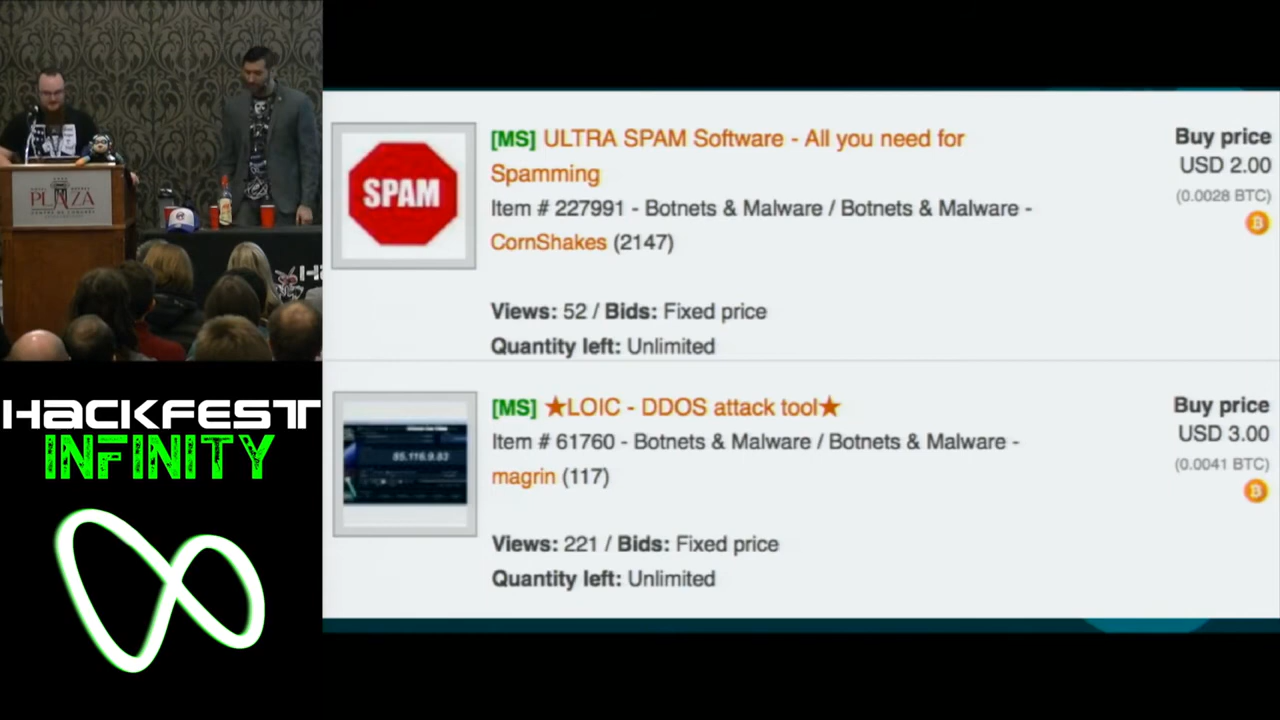 PLAZA
HACKFEST
INFINITY
SPAM
[MS] ULTRA SPAM Software - All you need for
Spamming
Item # 227991 - Botnets & Malware / Botnets & Malware -
CornShakes (2147)
Views: 52 / Bids: Fixed price
Quantity left: Unlimited
Buy price
USD 2.00
(0.0028 BTC)
[MS] ★LOIC - DDOS attack tool★
Item # 61760 - Botnets & Malware / Botnets & Malware -
magrin (117)
Views: 221 / Bids: Fixed price
Quantity left: Unlimited
Buy price
USD 3.00
(0.0041 BTC)